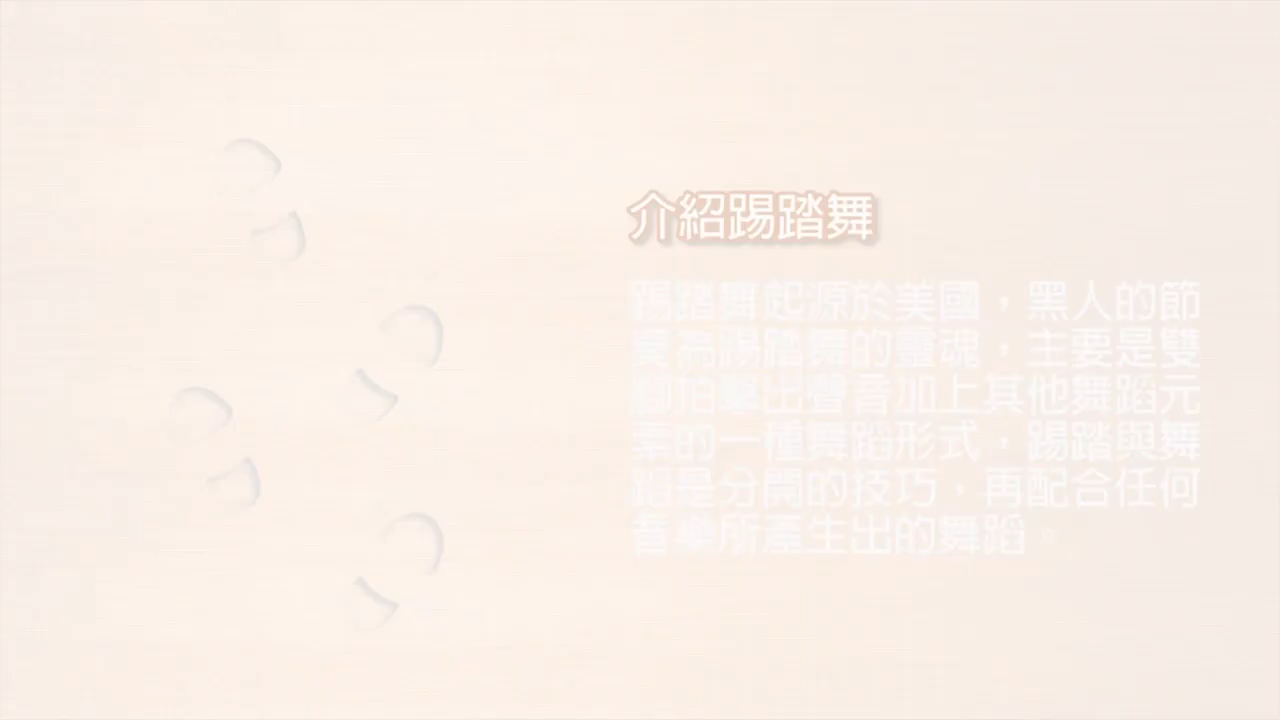 介紹踢踏舞
踢踏舞起源於美國，黑人的節
奏為踢踏舞的靈魂，主要是雙
腳拍擊出聲音加上其他舞蹈元
素的一種舞蹈形式，踢踏與舞
蹈是分開的技巧，再配合任何
音樂所產生出的舞蹈。